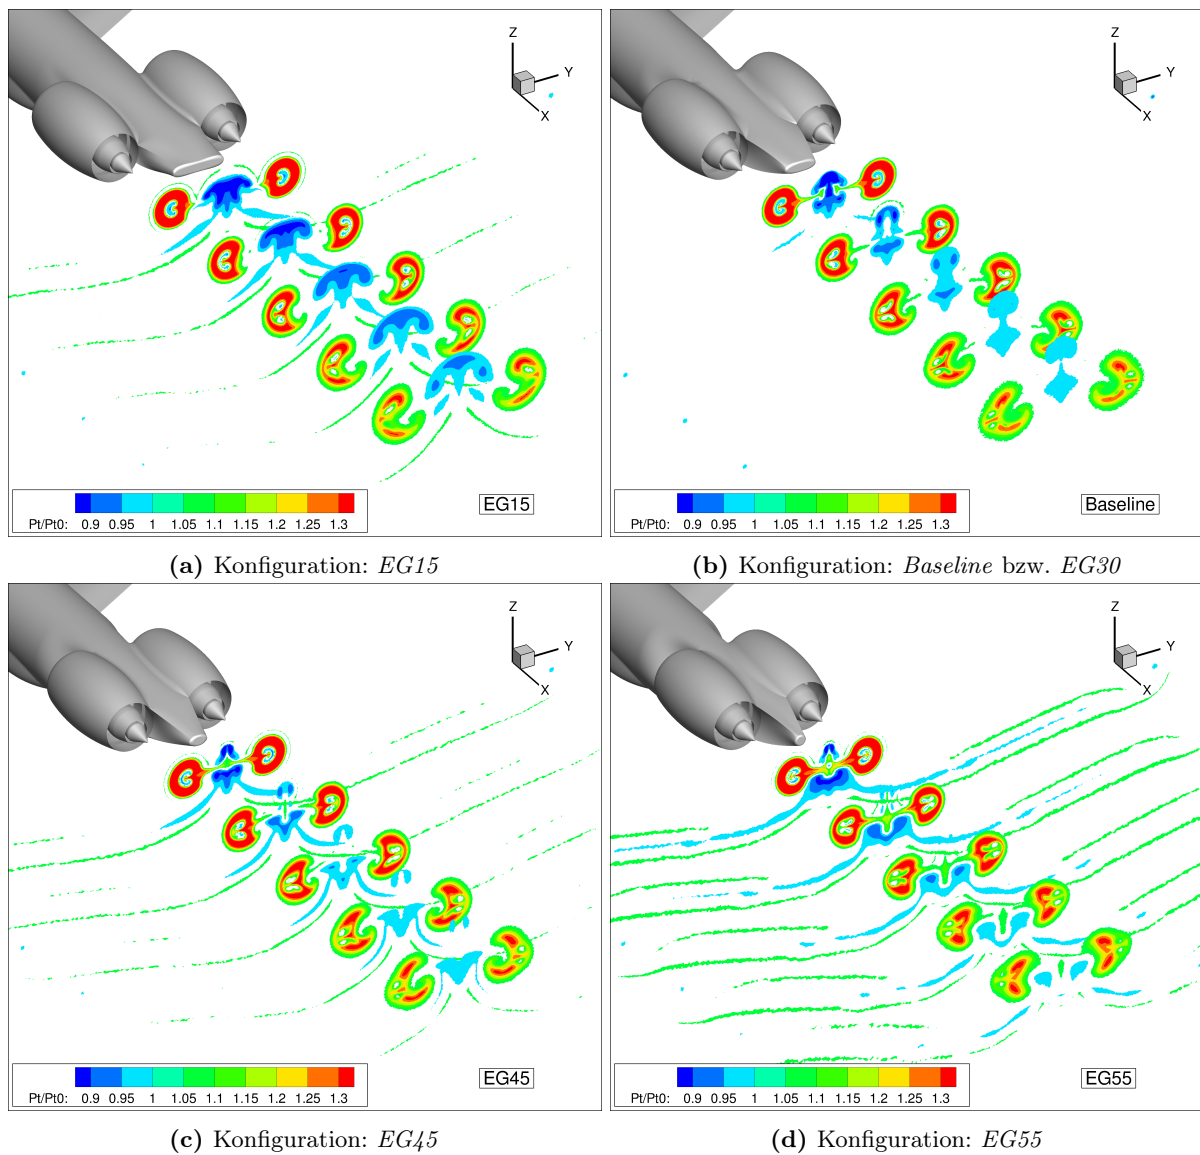 Z
Y
X
Pt/Pt0: 0.9 0.95 1 1.05 1.1 1.15 1.2 1.25 1.3
EG15
(a) Konfiguration: EG15
Z
Y
X
Pt/Pt0: 0.9 0.95 1 1.05 1.1 1.15 1.2 1.25 1.3
Baseline
(b) Konfiguration: Baseline bzw. EG30
Z
Y
X
Pt/Pt0: 0.9 0.95 1 1.05 1.1 1.15 1.2 1.25 1.3
EG45
(c) Konfiguration: EG45
Z
Y
X
Pt/Pt0: 0.9 0.95 1 1.05 1.1 1.15 1.2 1.25 1.3
EG55
(d) Konfiguration: EG55